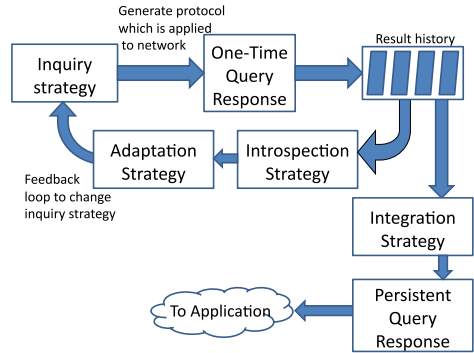 Generate protocol
which is applied
to network
Result history
Inquiry
strategy
One-Time
Query
Response
Adaptation
Strategy
Introspection
Strategy
Feedback
loop to change
inquiry strategy
Integration
Strategy
Persistent
Query
Response
To Application